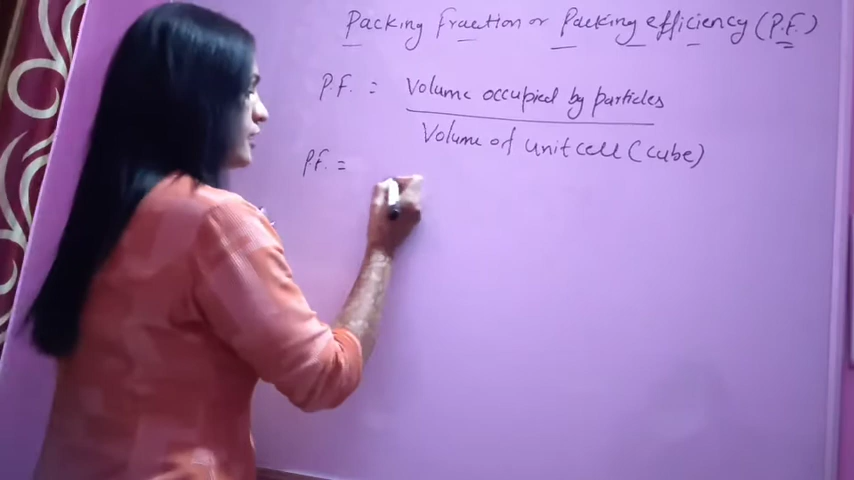 Packing Fraction or Packing efficiency (P.F.)
P.F. = Volume occupied by particles
Volume of Unit cell (cube)
P.F. =